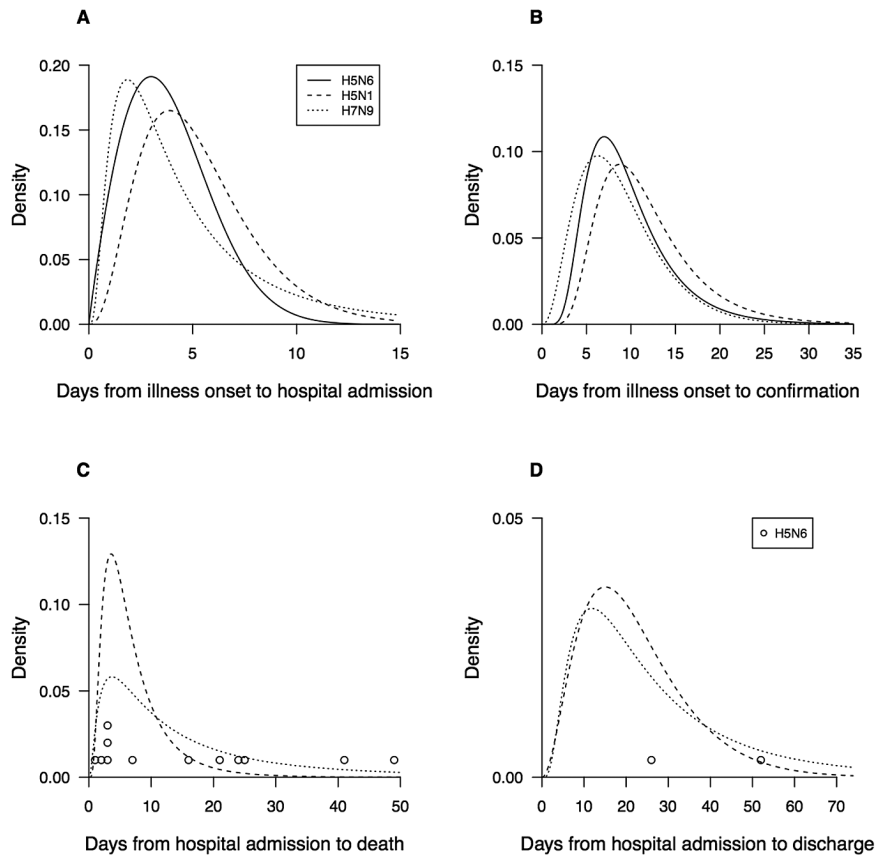 A
0.20
0.15
0.10
0.05
0.00
Density
0 5 10 15
Days from illness onset to hospital admission
H5N6
H5N1
H7N9
B
0.15
0.10
0.05
0.00
Density
0 5 10 15 20 25 30 35
Days from illness onset to confirmation
C
0.15
0.10
0.05
0.00
Density
0 10 20 30 40 50
Days from hospital admission to death
D
0.05
0.00
Density
0 10 20 30 40 50 60 70
Days from hospital admission to discharge
H5N6